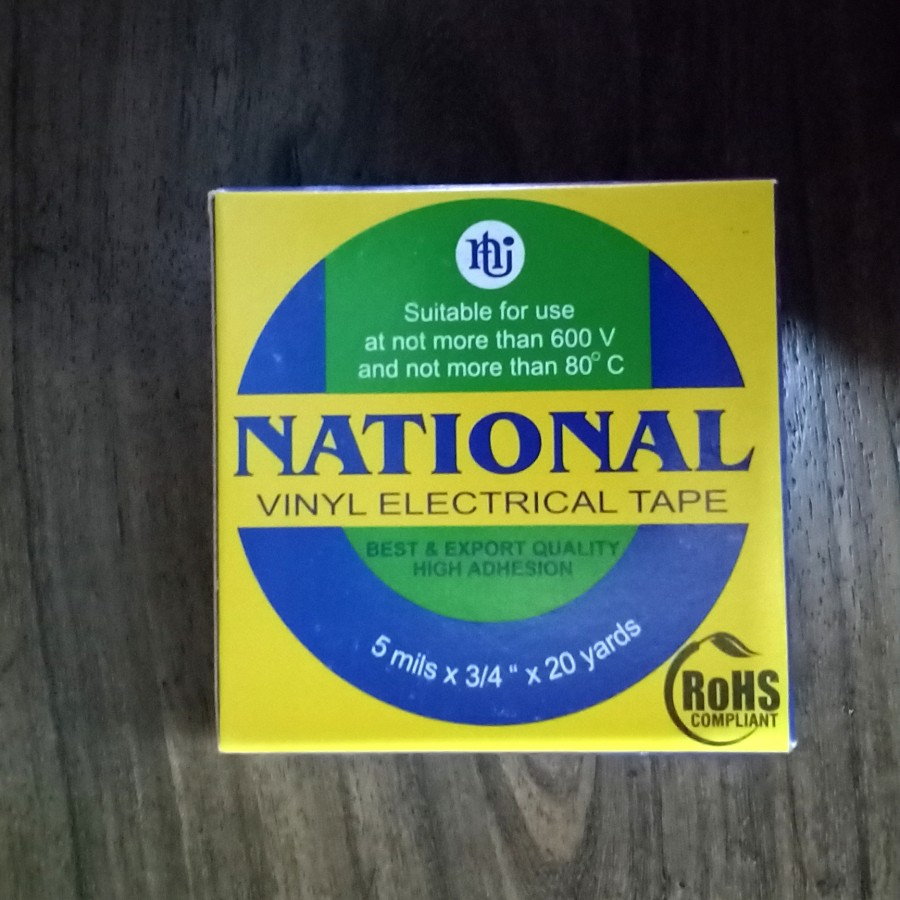 Suitable for use
at not more than 600 V
and not more than 80° C
NATIONAL
VINYL ELECTRICAL TAPE
BEST & EXPORT QUALITY
HIGH ADHESION
5 mils x 3/4 " x 20 yards
RoHS
COMPLIANT